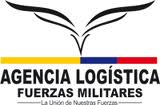 AGENCIA LOGÍSTICA
FUERZAS MILITARES
La Unión de Nuestras Fuerzas